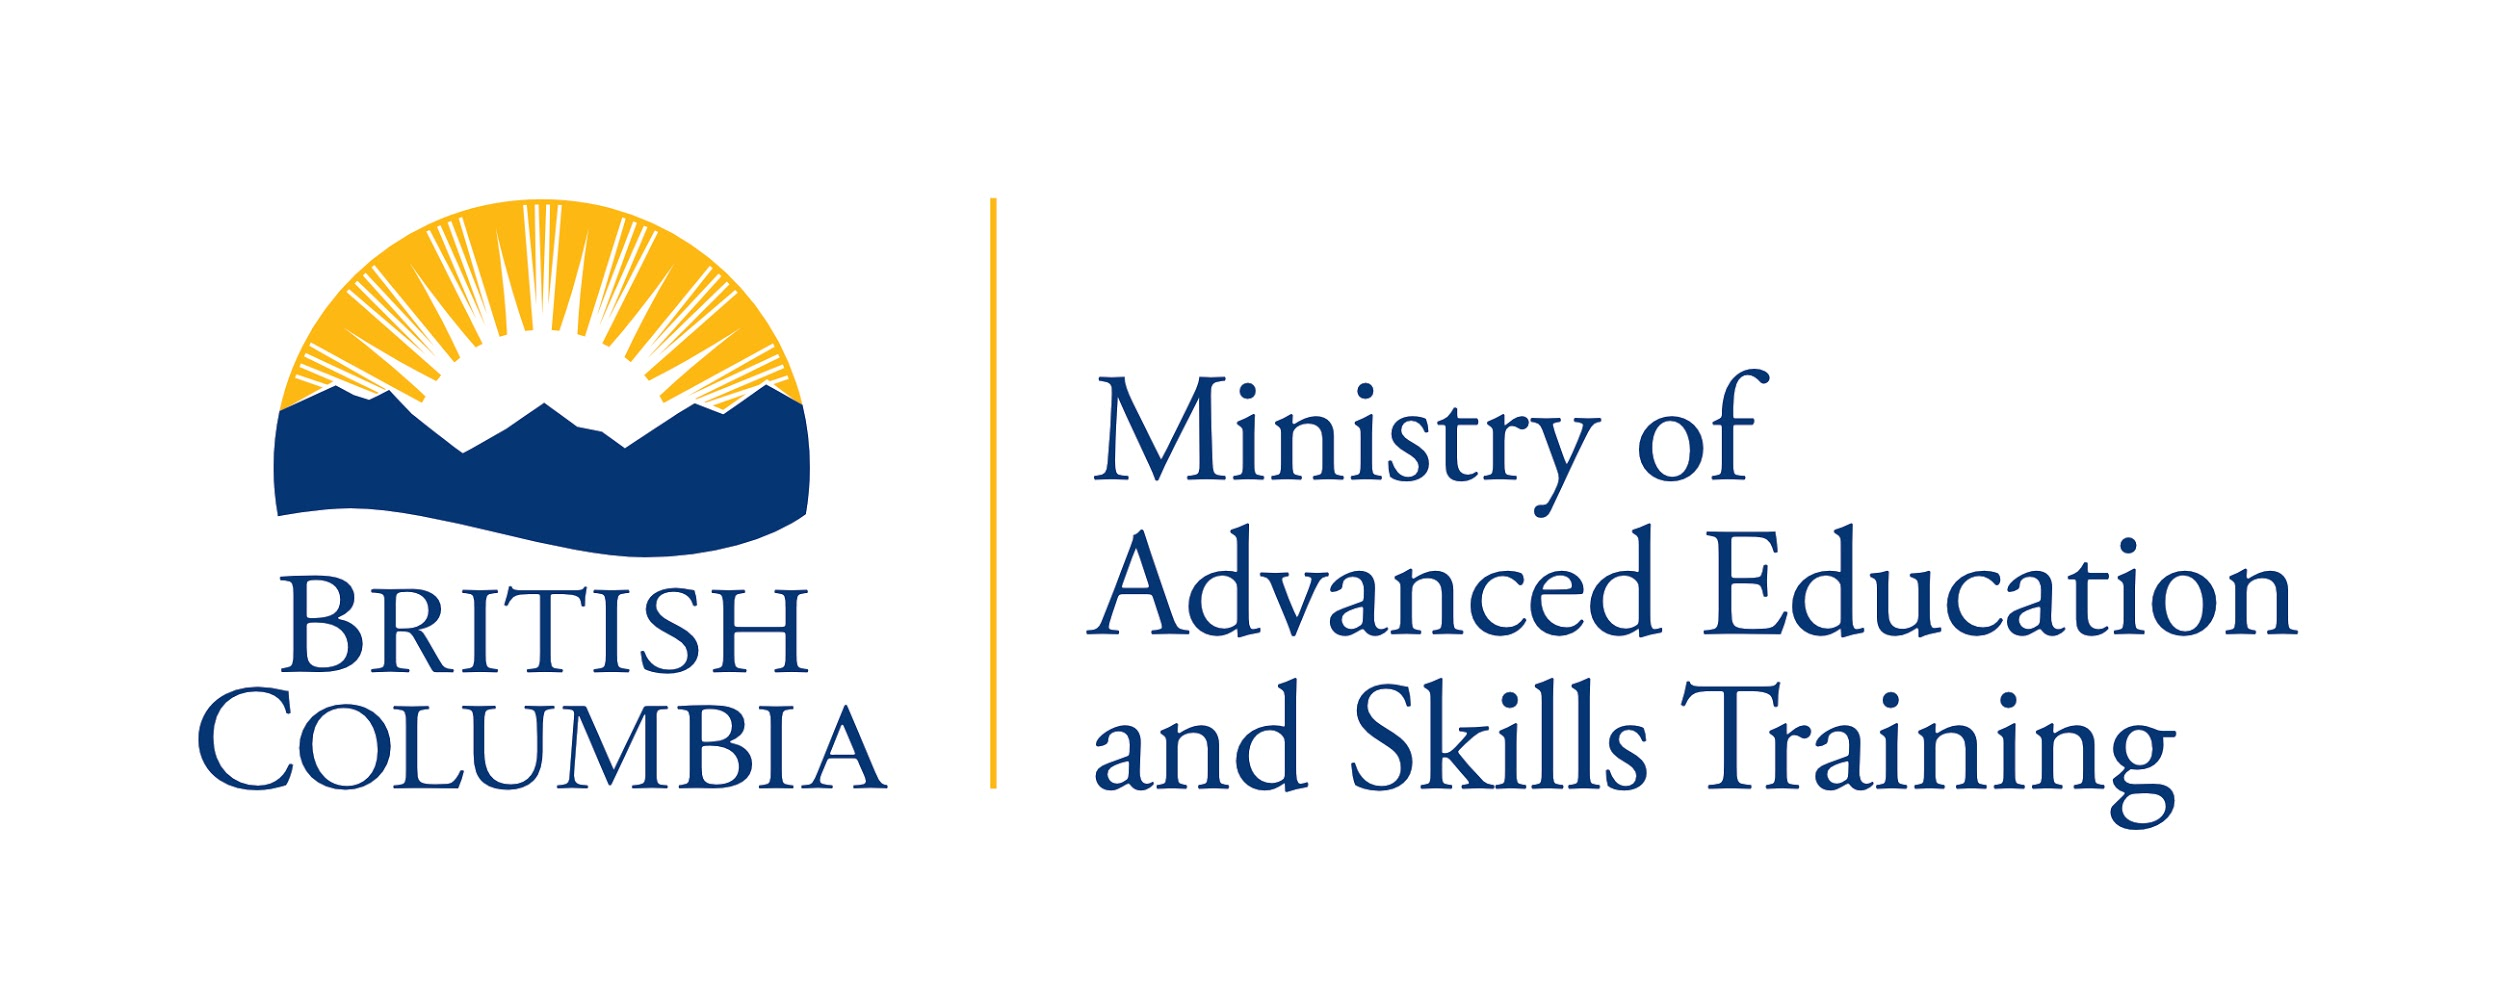 BRITISH
COLUMBIA
Ministry of
Advanced Education
and Skills Training